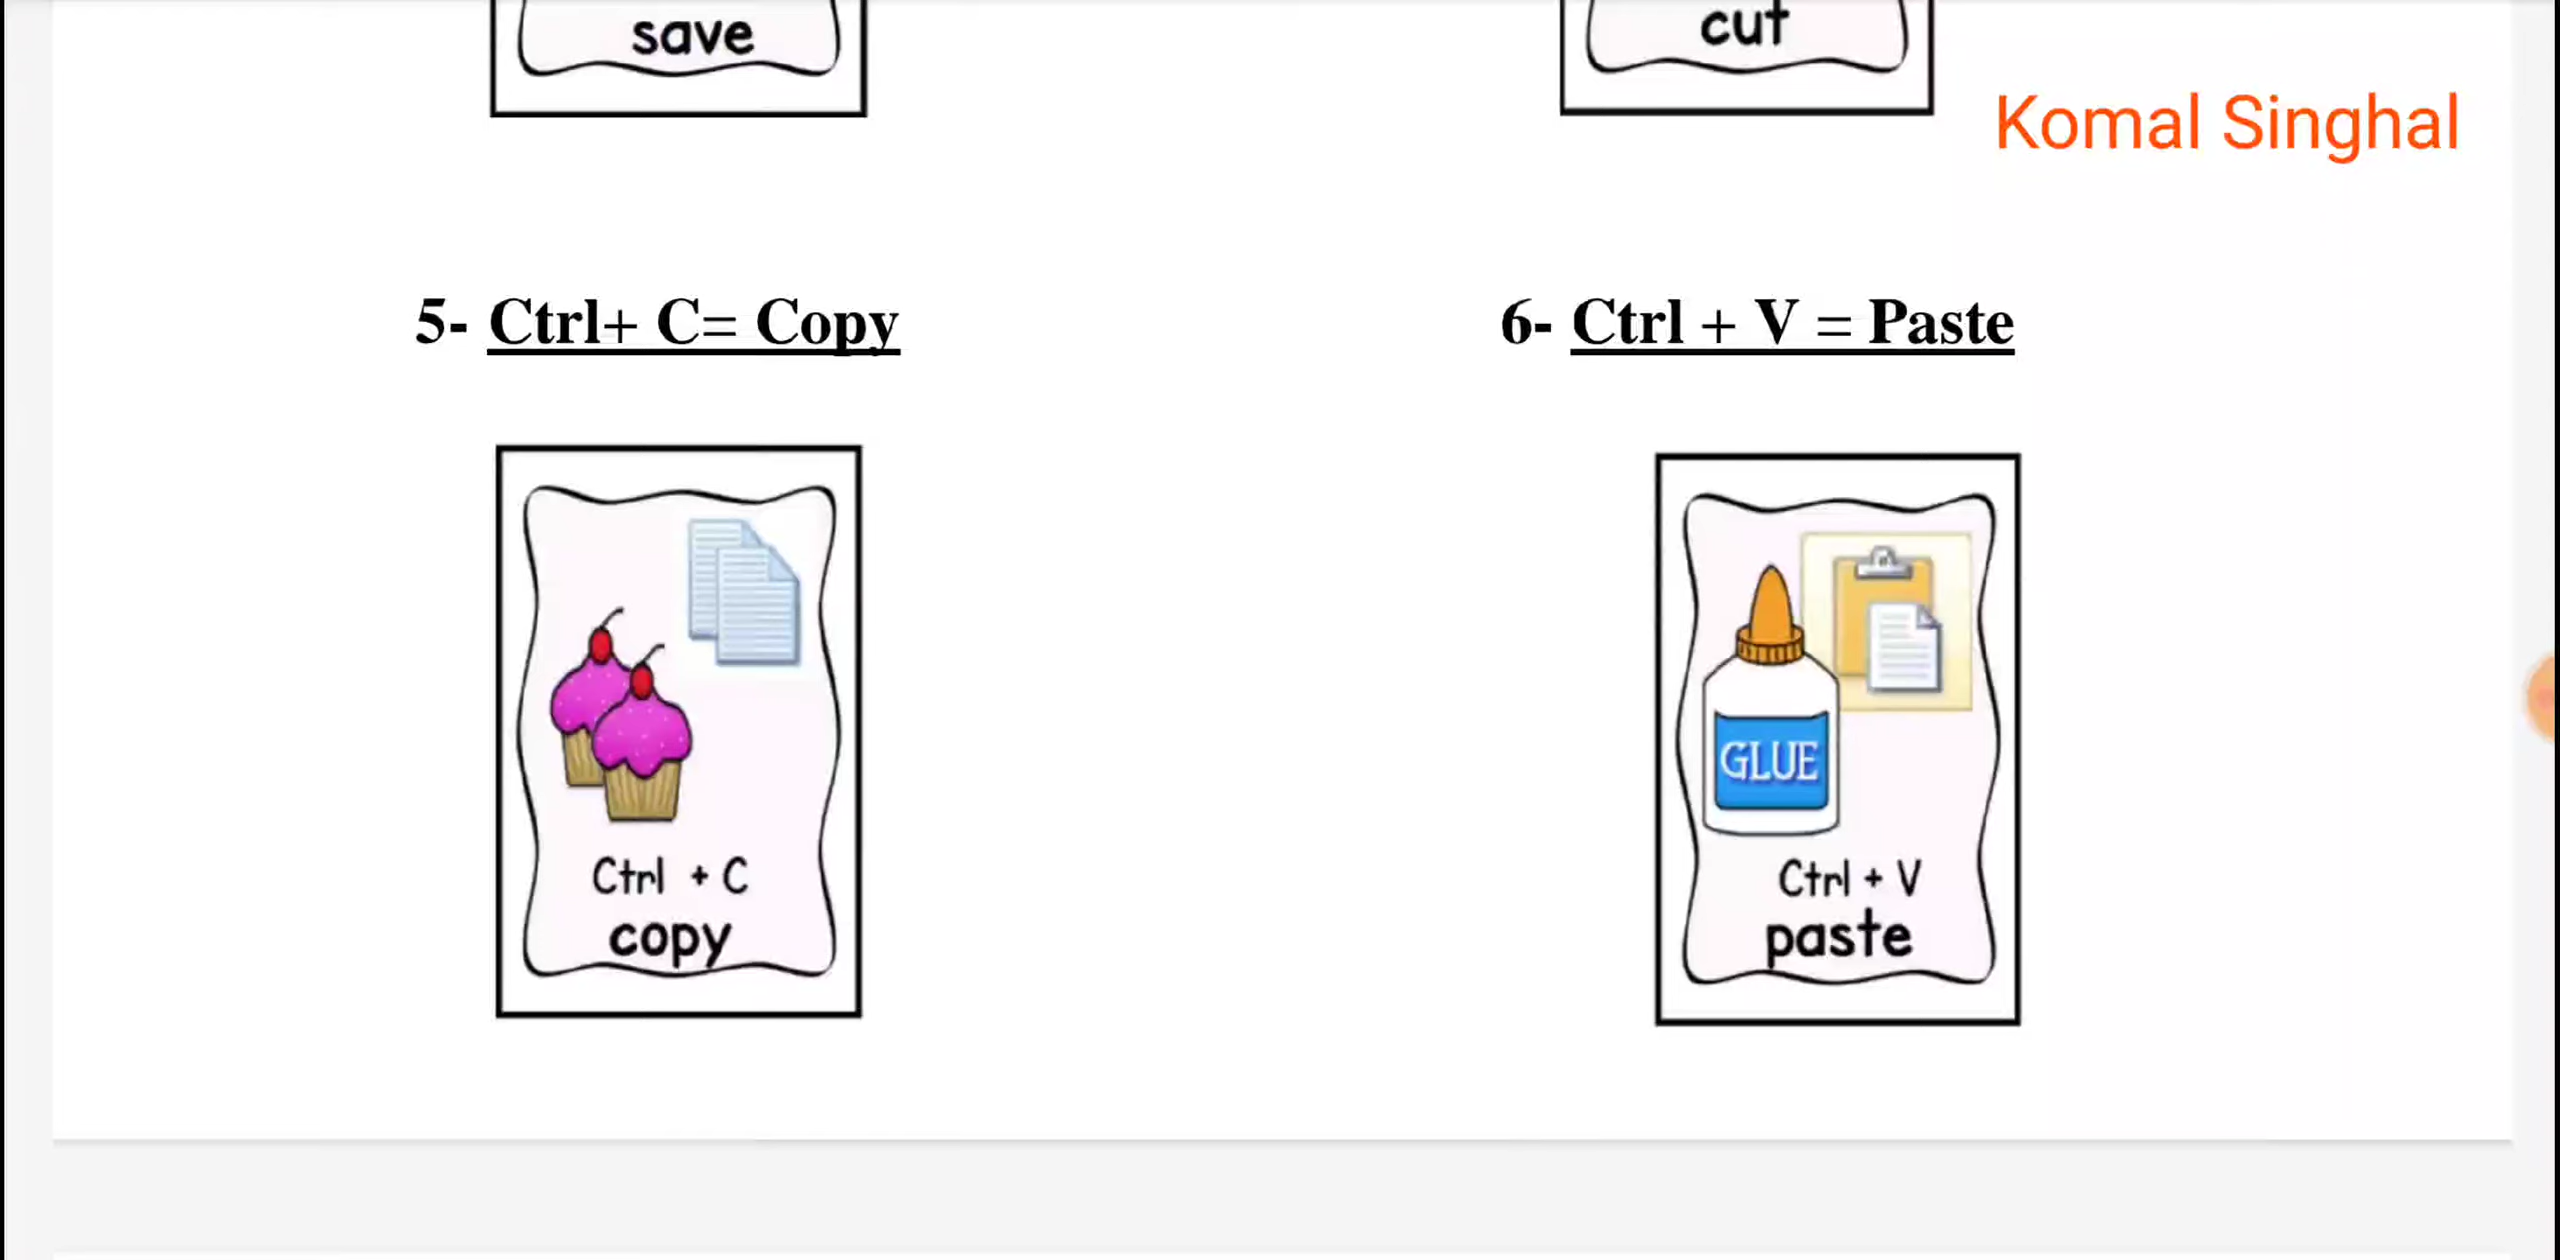 save
cut
Komal Singhal
5- Ctrl+ C= Copy
6- Ctrl + V = Paste
Ctrl + C
copy
GLUE
Ctrl + V
paste